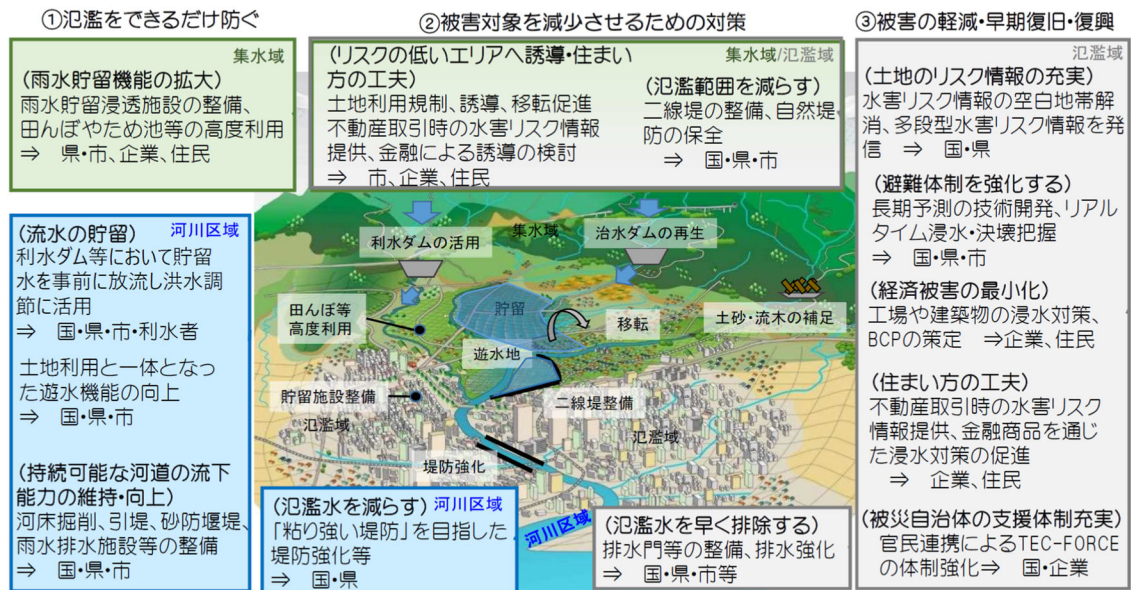 ①氾濫をできるだけ防ぐ
集水域
(雨水貯留機能の拡大)
雨水貯留浸透施設の整備、
田んぼやため池等の高度利用
⇒ 県・市、企業、住民
(流水の貯留) 河川区域
利水ダム等において貯留
水を事前に放流し洪水調
節に活用
⇒ 国・県・市・利水者
土地利用と一体となっ
た遊水機能の向上
⇒ 国・県・市
(持続可能な河道の流下
能力の維持・向上)
河床掘削、引堤、砂防堰堤、
雨水排水施設等の整備
⇒ 国・県・市
②被害対象を減少させるための対策
(リスクの低いエリアへ誘導・住まい
方の工夫)
土地利用規制、誘導、移転促進
不動産取引時の水害リスク情報
提供、金融による誘導の検討
⇒ 市、企業、住民
集水域/氾濫域
(氾濫範囲を減らす)
二線堤の整備、自然堤
防の保全
⇒ 国・県・市
利水ダムの活用
集水域
治水ダムの再生
田んぼ等
高度利用
貯留
移転
土砂・流木の補足
遊水地
貯留施設整備
二線堤整備
氾濫域
氾濫域
堤防強化
河川区域
(氾濫水を減らす) 河川区域
「粘り強い堤防」を目指した
堤防強化等
⇒ 国・県
(氾濫水を早く排除する)
排水門等の整備、排水強化
⇒ 国・県・市等
③被害の軽減・早期復旧・復興
氾濫域
(土地のリスク情報の充実)
水害リスク情報の空白地帯解
消、多段型水害リスク情報を発
信 ⇒ 国・県
(避難体制を強化する)
長期予測の技術開発、リアル
タイム浸水・決壊把握
⇒ 国・県・市
(経済被害の最小化)
工場や建築物の浸水対策、
BCPの策定 ⇒企業、住民
(住まい方の工夫)
不動産取引時の水害リスク
情報提供、金融商品を通じ
た浸水対策の促進
⇒ 企業、住民
(被災自治体の支援体制充実)
官民連携によるTEC-FORCE
の体制強化⇒ 国・企業